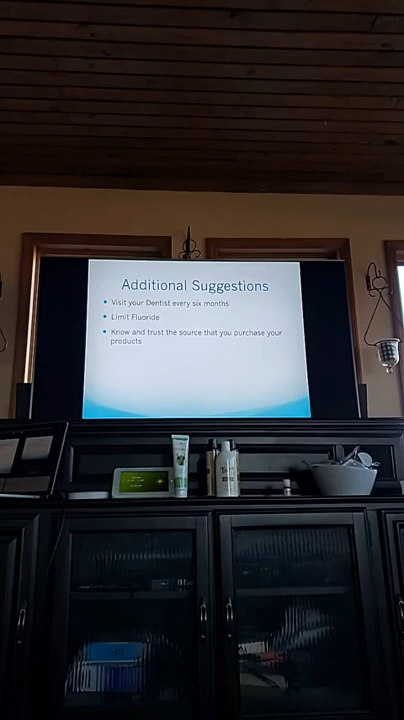 Additional Suggestions
• Visit your Dentist every six months
• Limit Fluoride
• Know and trust the source that you purchase your
products